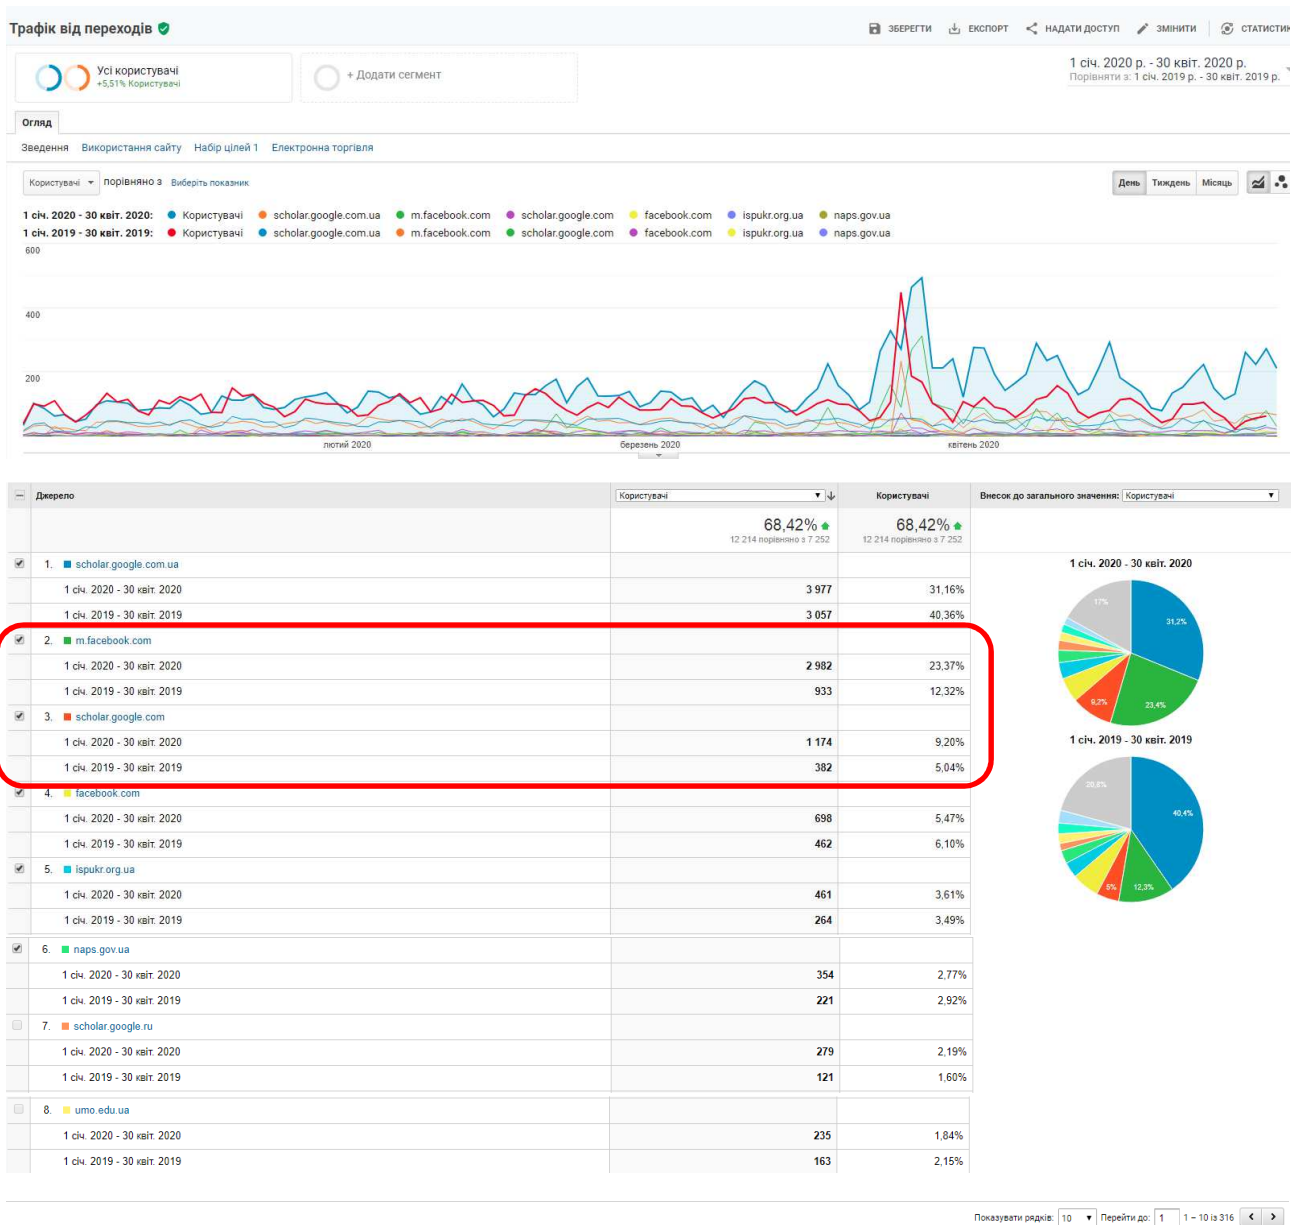 Трафік від переходів
ЗБЕРЕГТИ ЕКСПОРТ НАДАТИ ДОСТУП ЗМІНИТИ СТАТИСТИК
Усі користувачі
+5,51% Користувачі
+ Додати сегмент
1 січ. 2020 р. - 30 квіт. 2020 р.
Порівняти з: 1 січ. 2019 р. - 30 квіт. 2019 р.
Огляд
Зведення Використання сайту Набір цілей 1 Електронна торгівля
Користувачі порівняно з Виберіть показник
День Тиждень Місяць
1 січ. 2020 - 30 квіт. 2020: Користувачі scholar.google.com.ua m.facebook.com scholar.google.com facebook.com ispukr.org.ua naps.gov.ua
1 січ. 2019 - 30 квіт. 2019: Користувачі scholar.google.com.ua m.facebook.com scholar.google.com facebook.com ispukr.org.ua naps.gov.ua
600
400
200
лютий 2020 березень 2020 квітень 2020
Джерело Користувачі Користувачі Внесок до загального значення: Користувачі
68,42% 68,42%
12 214 порівняно з 7 252 12 214 порівняно з 7 252
1. scholar.google.com.ua
1 січ. 2020 - 30 квіт. 2020 3 977 31,16%
1 січ. 2019 - 30 квіт. 2019 3 057 40,36%
2. m.facebook.com
1 січ. 2020 - 30 квіт. 2020 2 982 23,37%
1 січ. 2019 - 30 квіт. 2019 933 12,32%
3. scholar.google.com
1 січ. 2020 - 30 квіт. 2020 1 174 9,20%
1 січ. 2019 - 30 квіт. 2019 382 5,04%
4. facebook.com
1 січ. 2020 - 30 квіт. 2020 698 5,47%
1 січ. 2019 - 30 квіт. 2019 462 6,10%
5. ispukr.org.ua
1 січ. 2020 - 30 квіт. 2020 461 3,61%
1 січ. 2019 - 30 квіт. 2019 264 3,49%
6. naps.gov.ua
1 січ. 2020 - 30 квіт. 2020 354 2,77%
1 січ. 2019 - 30 квіт. 2019 221 2,92%
7. scholar.google.ru
1 січ. 2020 - 30 квіт. 2020 279 2,19%
1 січ. 2019 - 30 квіт. 2019 121 1,60%
8. umo.edu.ua
1 січ. 2020 - 30 квіт. 2020 235 1,84%
1 січ. 2019 - 30 квіт. 2019 163 2,15%
1 січ. 2020 - 30 квіт. 2020
17%
31,2%
9,2%
23,4%
1 січ. 2019 - 30 квіт. 2019
20,8%
40,4%
5%
12,3%
Показувати рядків: 10 Перейти до: 1 1 – 10 із 316